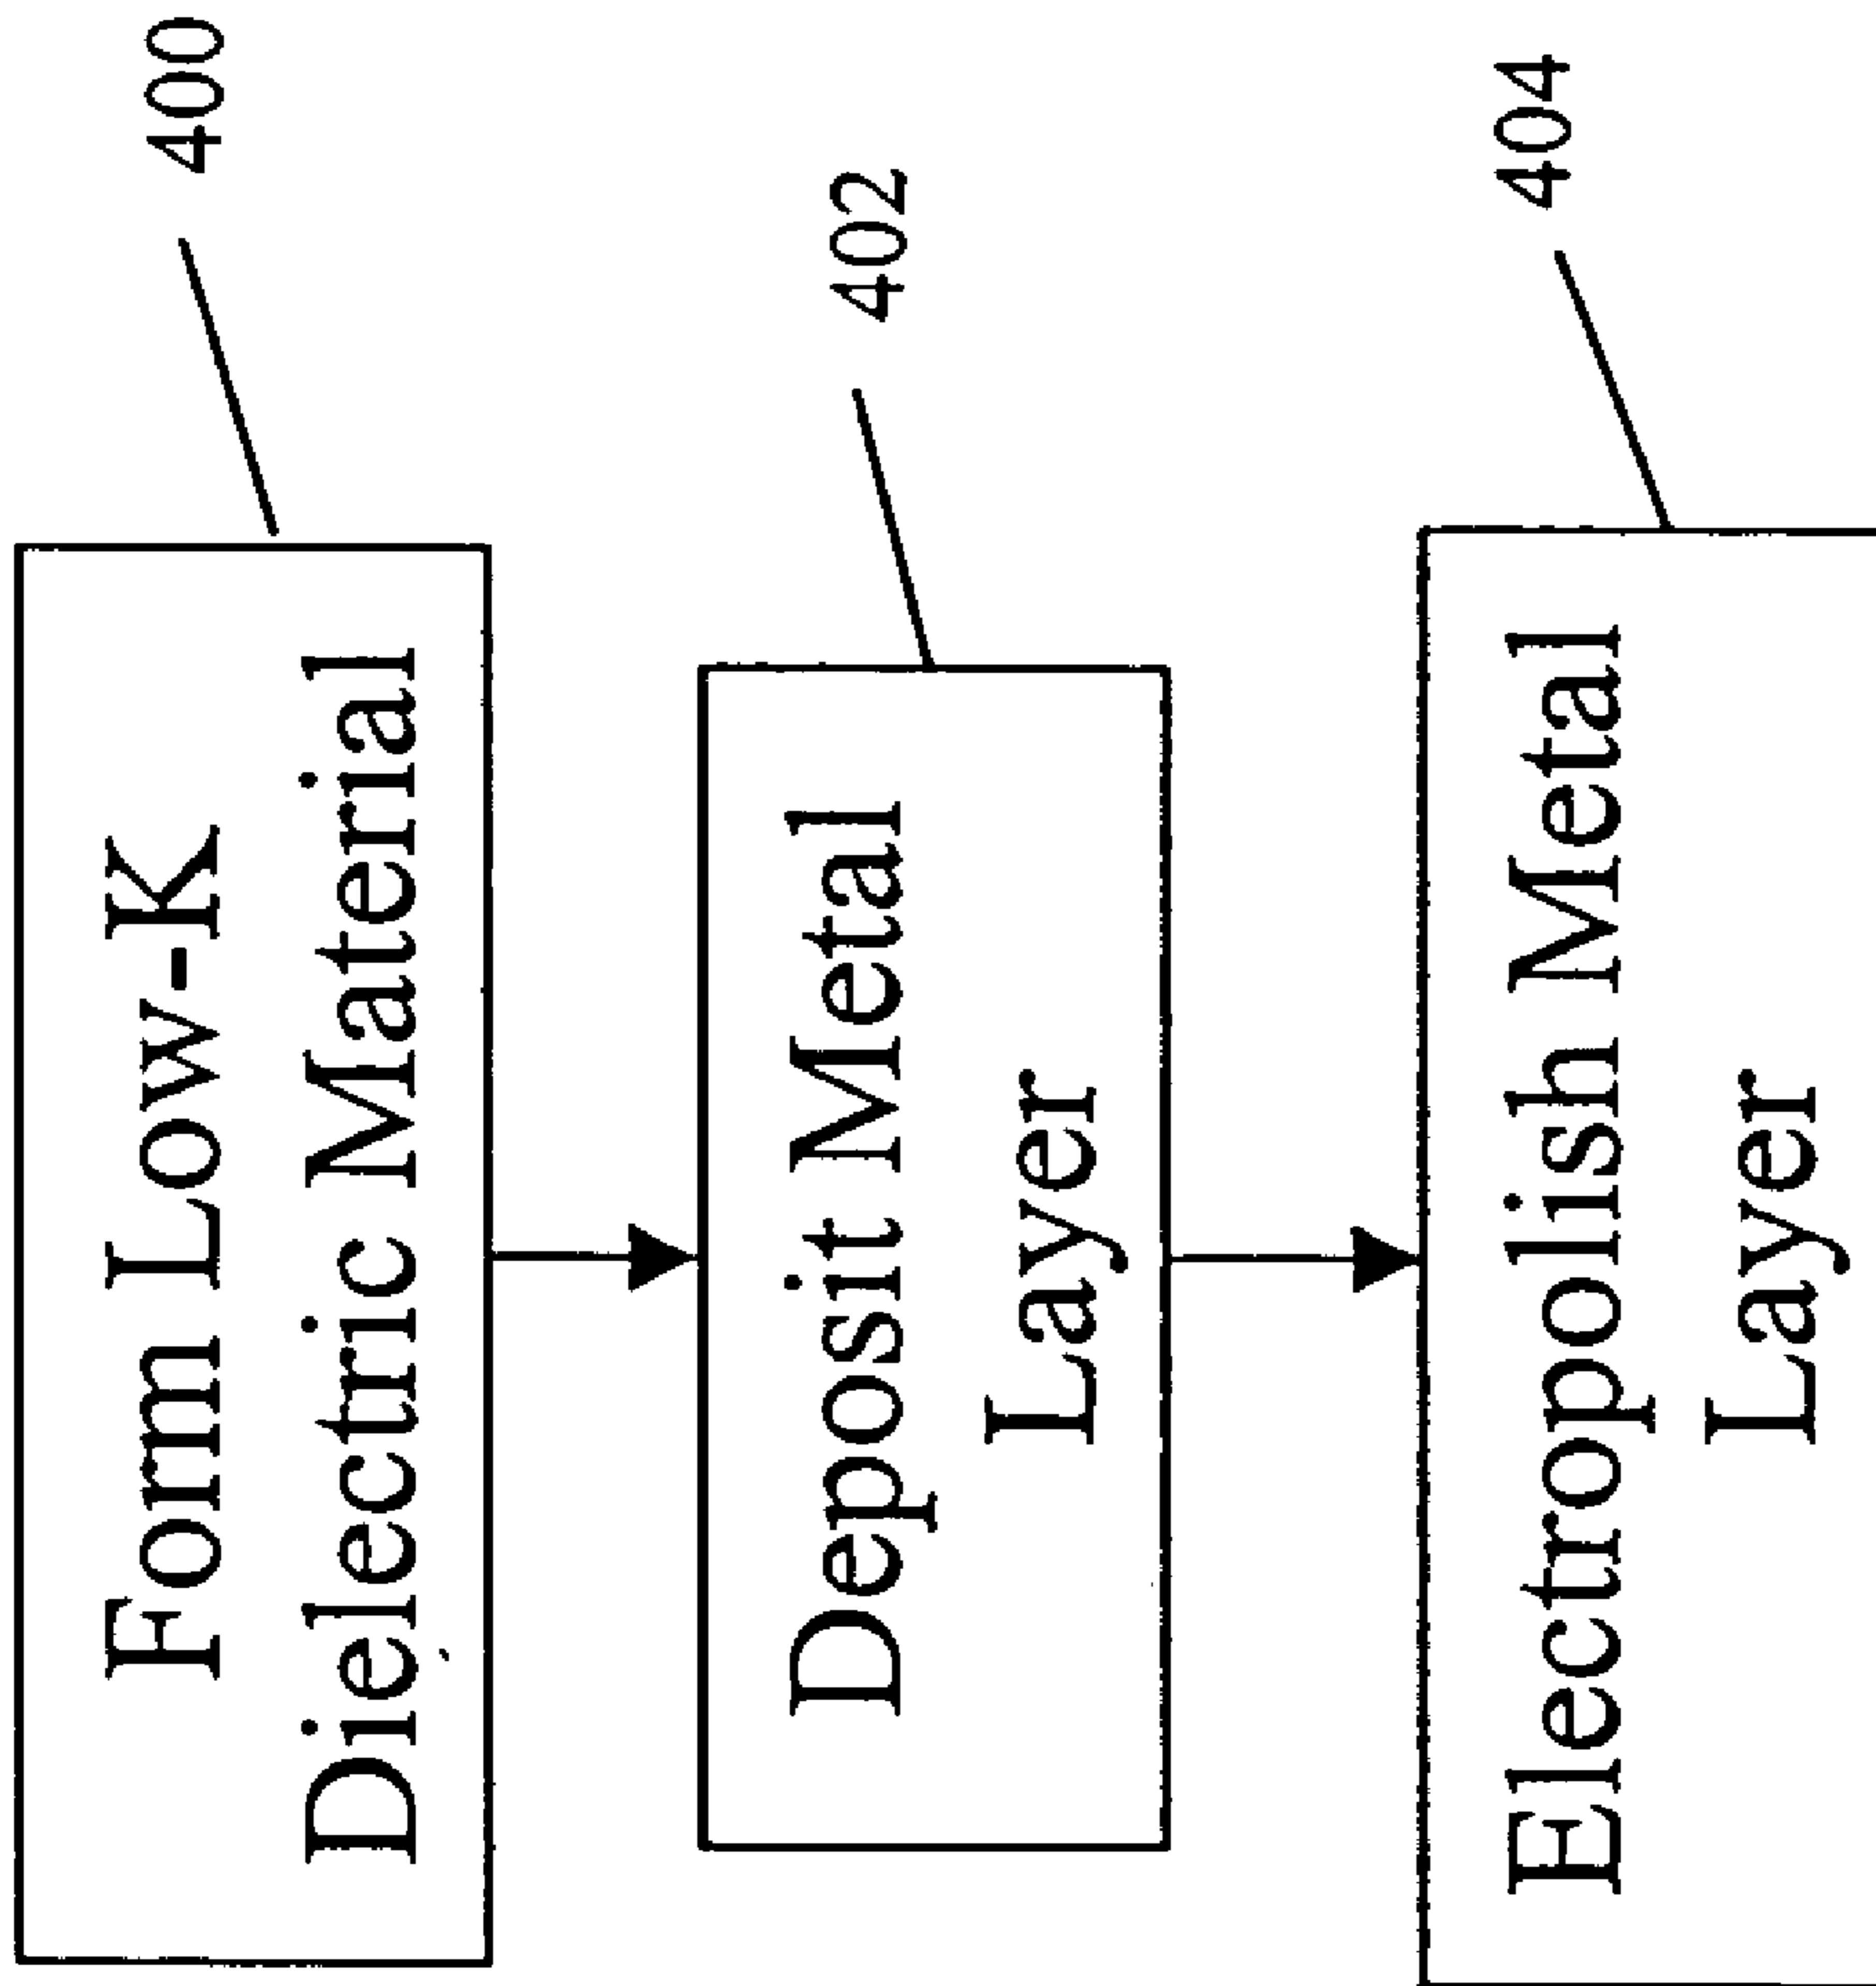 Form Low-K
Dielectric Material
400
Deposit Metal
Layer
402
Electropolish Metal
Layer
404